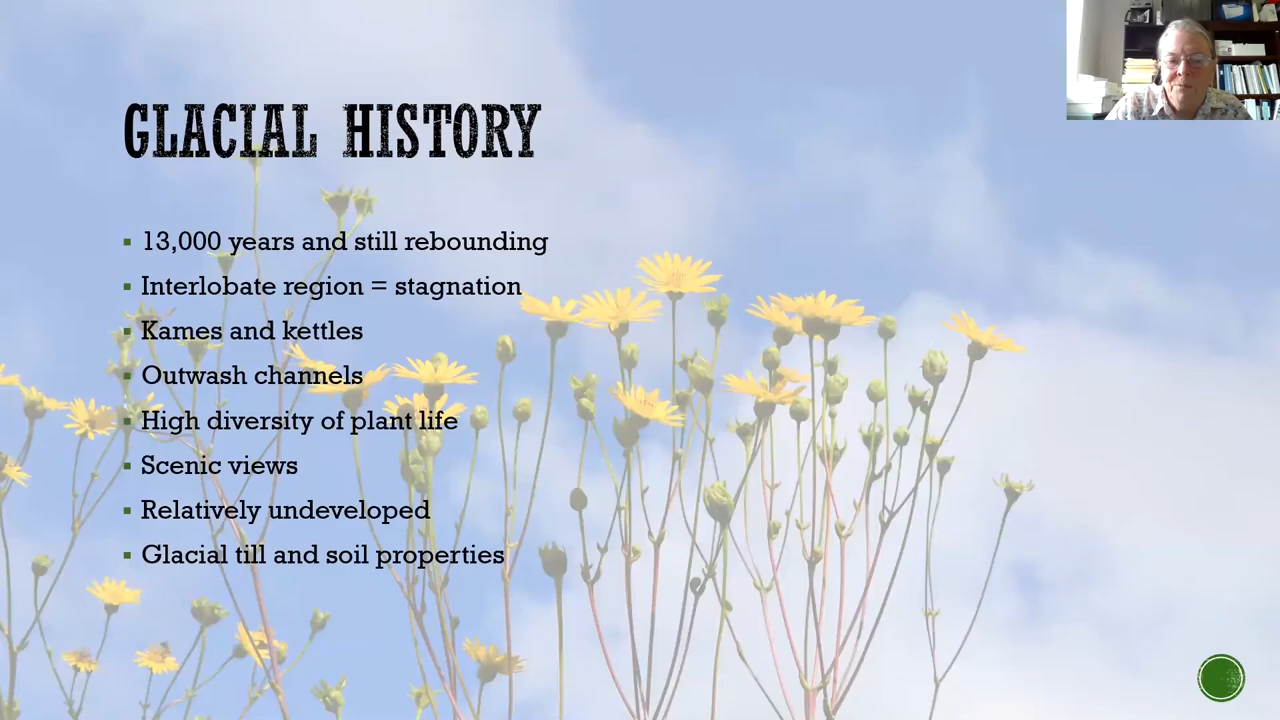 GLACIAL HISTORY
13,000 years and still rebounding
Interlobate region = stagnation
Kames and kettles
Outwash channels
High diversity of plant life
Scenic views
Relatively undeveloped
Glacial till and soil properties